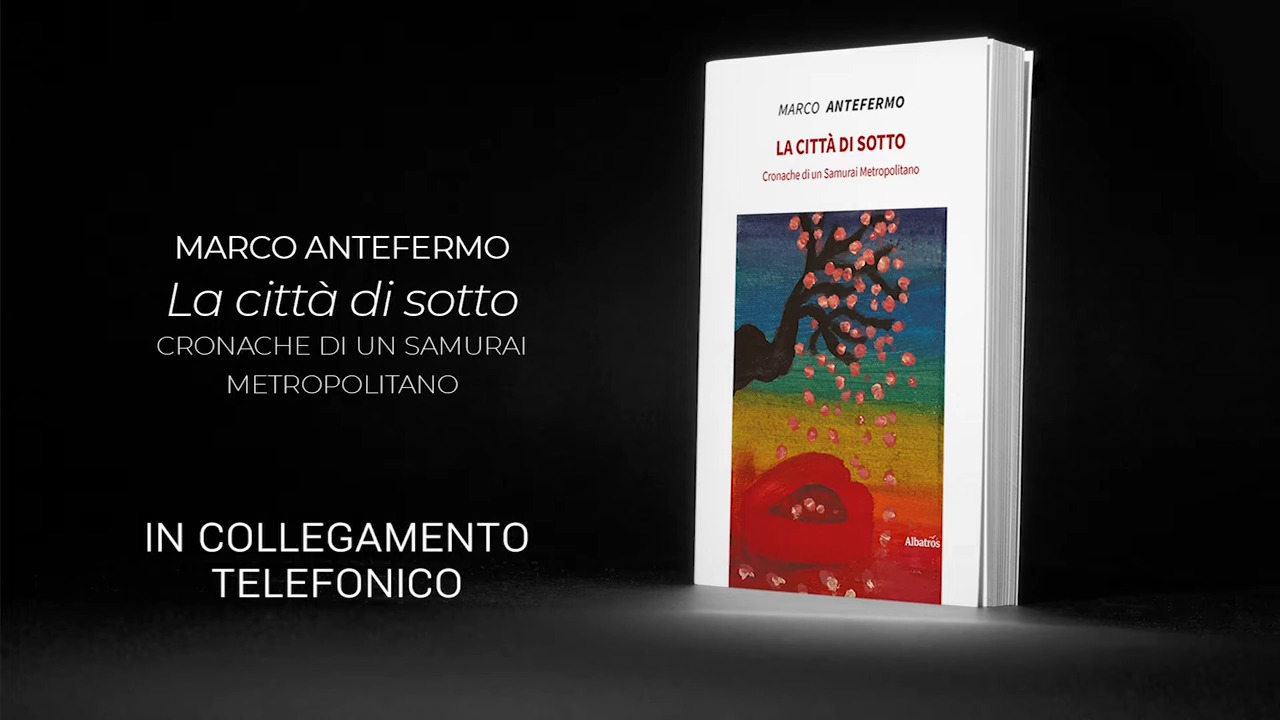 MARCO ANTEFERMO
La città di sotto
CRONACHE DI UN SAMURAI
METROPOLITANO
IN COLLEGAMENTO
TELEFONICO
MARCO ANTEFERMO
LA CITTÀ DI SOTTO
Cronache di un Samurai Metropolitano
Albatros